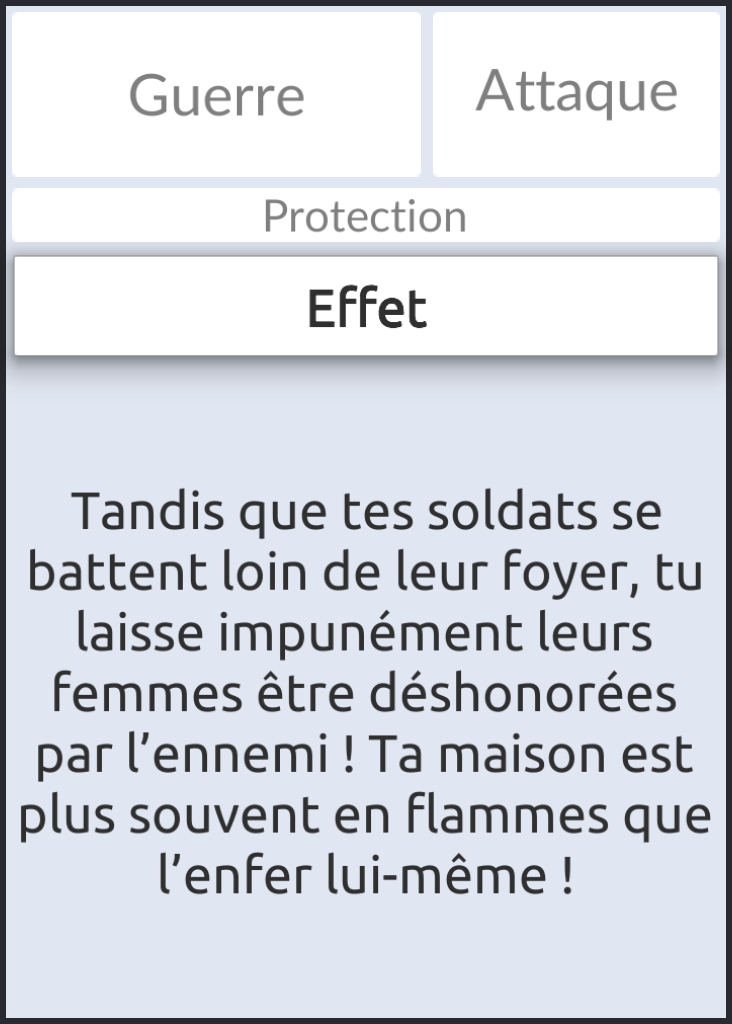 Guerre
Attaque
Protection
Effet
Tandis que tes soldats se
battent loin de leur foyer, tu
laisse impunément leurs
femmes être déshonorées
par l’ennemi ! Ta maison est
plus souvent en flammes que
l’enfer lui-même !